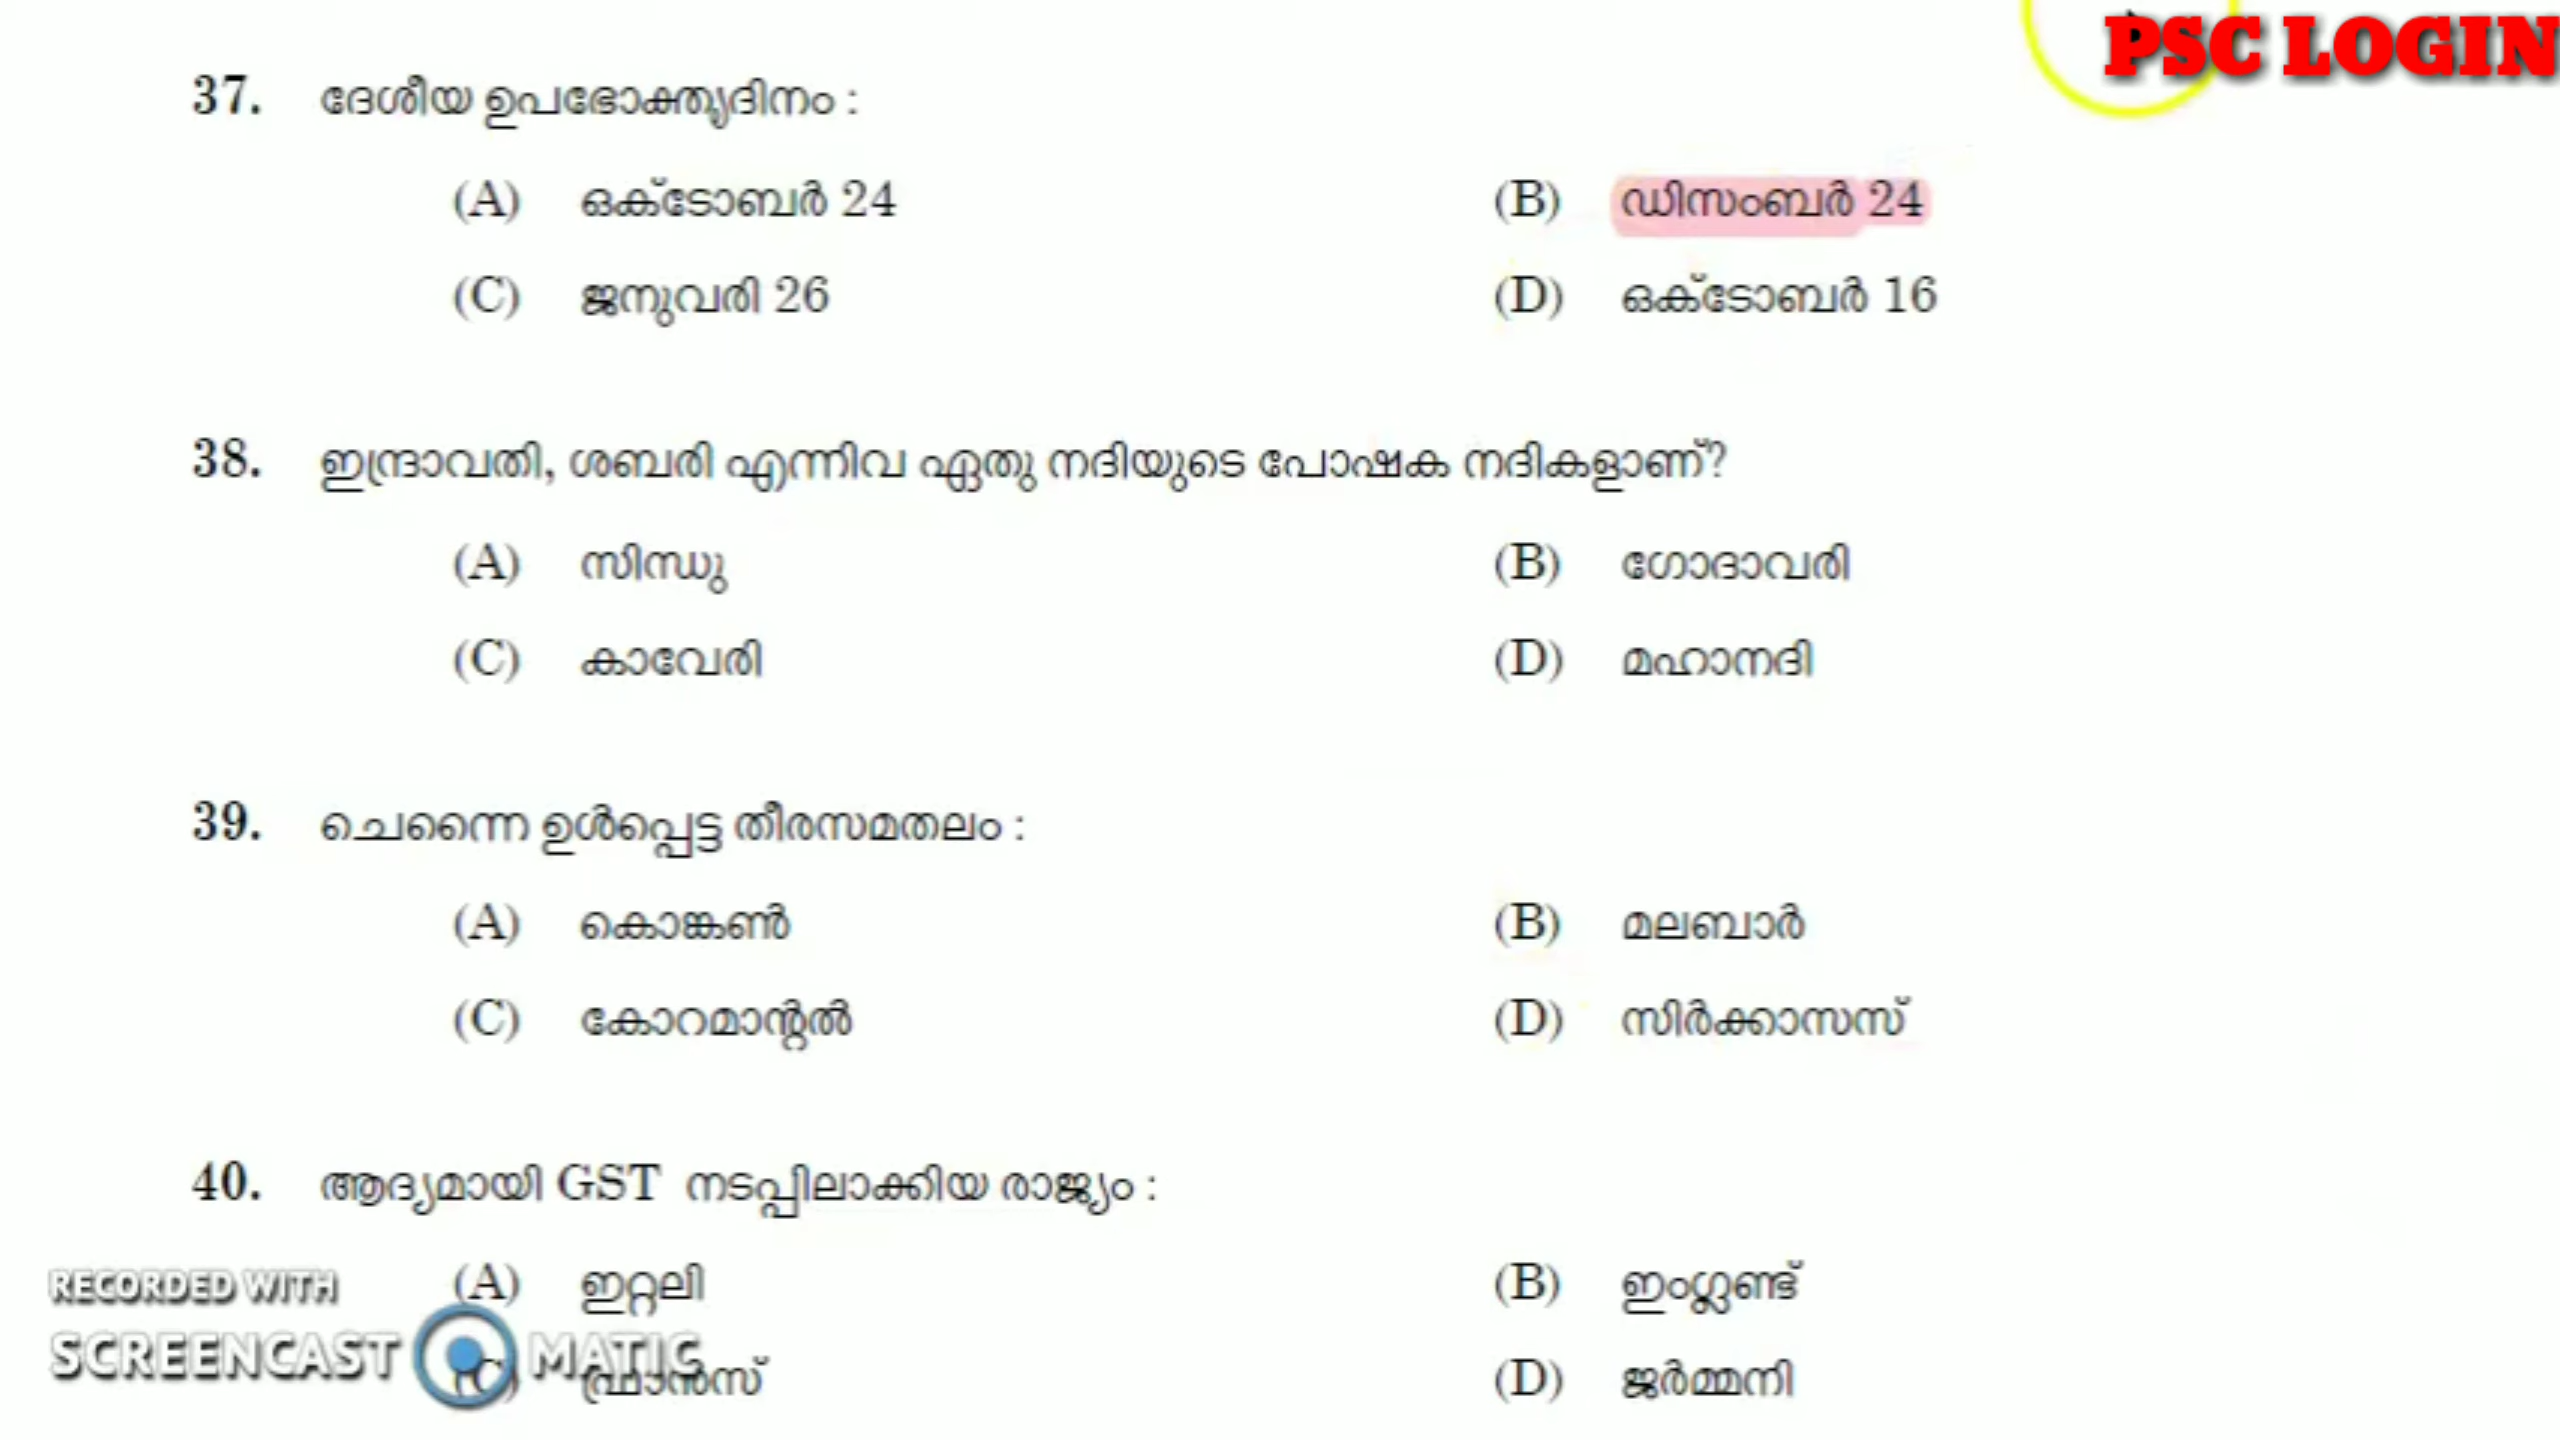 PSC LOGIN
37. ദേശീയ ഉപഭോക്തൃദിനം :
(A) ഒക്ടോബർ 24 (B) ഡിസംബർ 24
(C) ജനുവരി 26 (D) ഒക്ടോബർ 16
38. ഇന്ദ്രാവതി, ശബരി എന്നിവ ഏതു നദിയുടെ പോഷക നദികളാണ്?
(A) സിന്ധു (B) ഗോദാവരി
(C) കാവേരി (D) മഹാനദി
39. ചെന്നൈ ഉൾപ്പെട്ട തീരസമതലം :
(A) കൊങ്കൺ (B) മലബാർ
(C) കോറമാന്റൽ (D) സിർക്കാസസ്
40. ആദ്യമായി GST നടപ്പിലാക്കിയ രാജ്യം :
(A) ഇറ്റലി (B) ഇംഗ്ലണ്ട്
(C) ഫ്രാൻസ് (D) ജർമ്മനി
RECORDED WITH
SCREENCAST MATIC